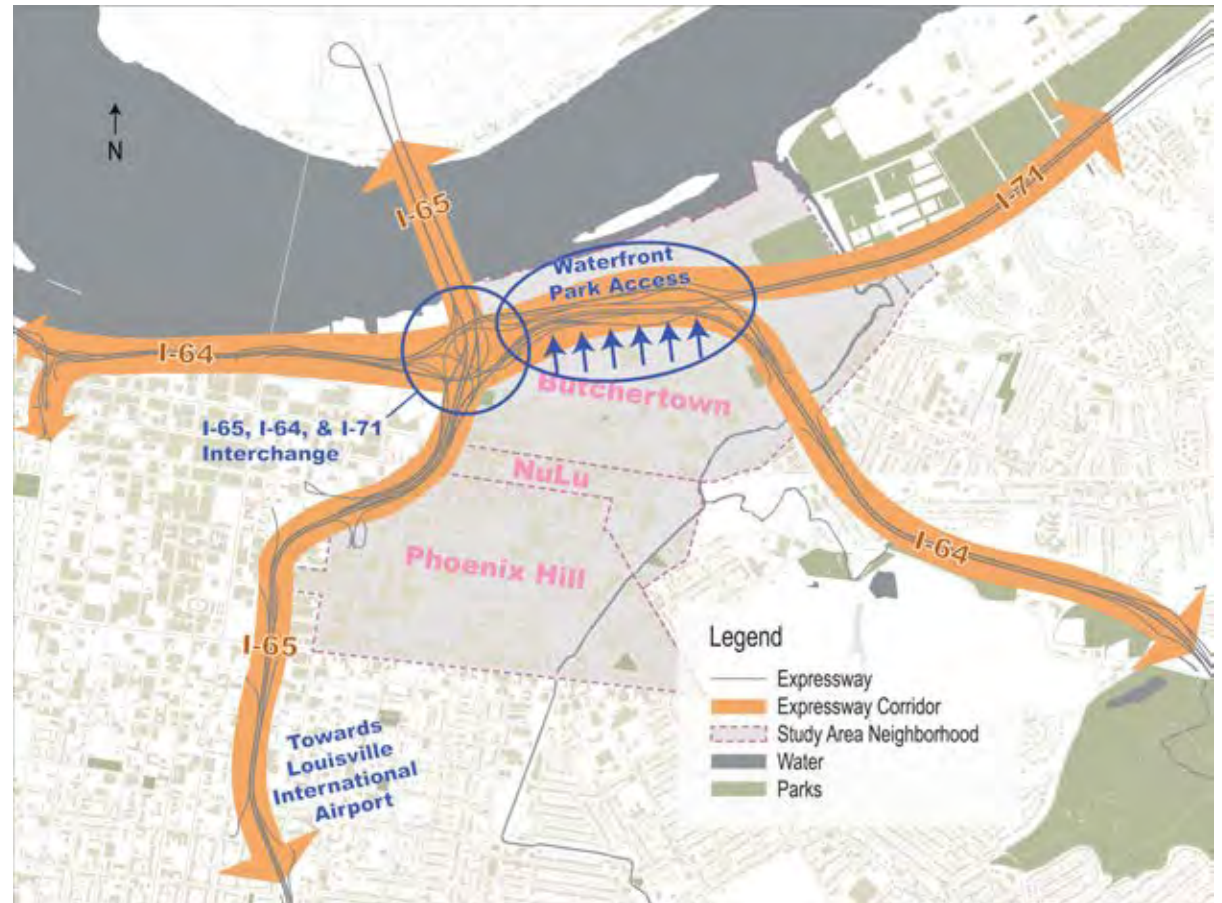 N
I-65
I-71
Waterfront
Park Access
I-64
Butchertown
I-65, I-64, & I-71
Interchange
NuLu
Phoenix Hill
I-64
I-65
Towards
Louisville
International
Airport
Legend
Expressway
Expressway Corridor
Study Area Neighborhood
Water
Parks